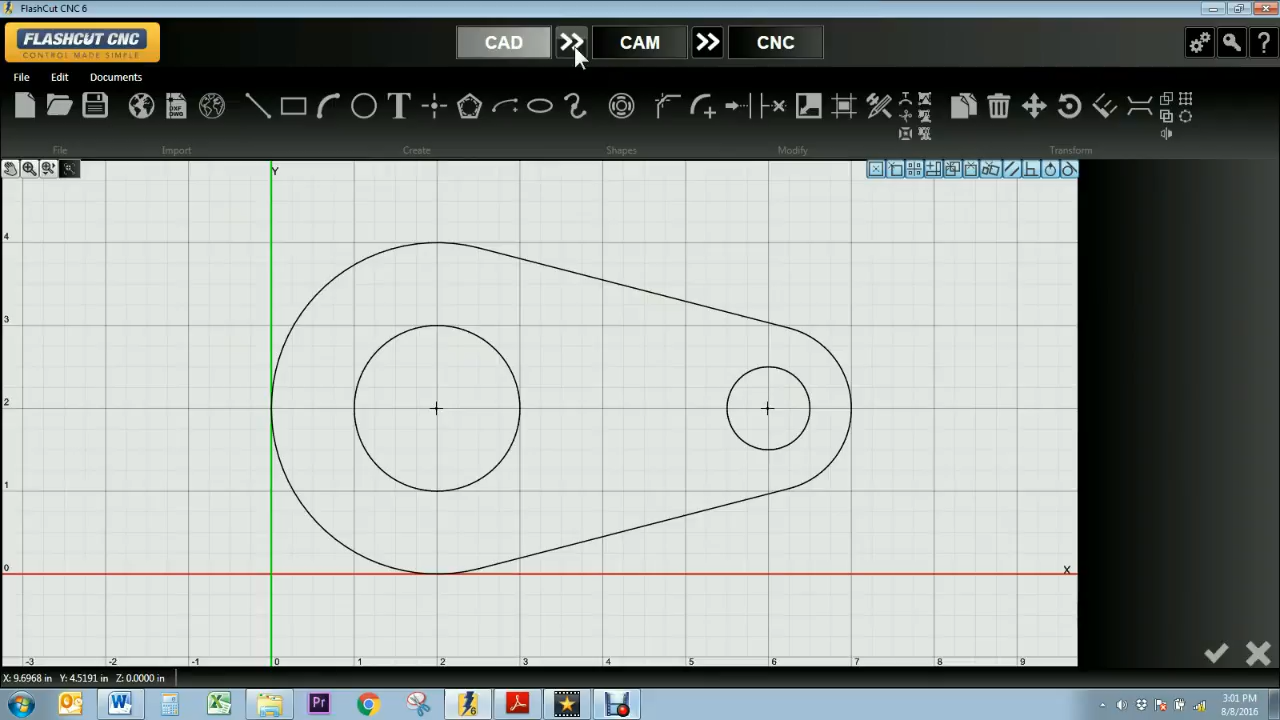 FlashCut CNC 6
FLASHCUT CNC
CONTROL MADE SIMPLE
CAD
CAM
CNC
File Edit Documents
File Import Create Shapes Modify Transform
Y
4
3
2
1
0
X
-3 -2 -1 0 1 2 3 4 5 6 7 8 9
X: 9.6968 in Y: 4.5191 in Z: 0.0000 in
3:01 PM
8/8/2016